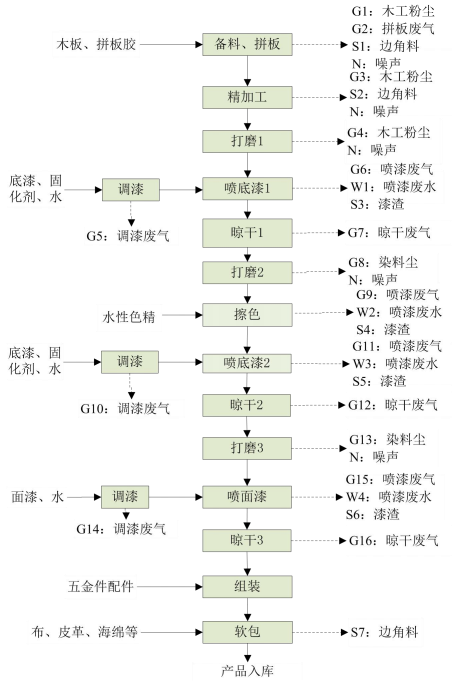 G1：木工粉尘
G2：拼板废气
木板、拼板胶
备料、拼板
S1：边角料
N：噪声
G3：木工粉尘
精加工
S2：边角料
N：噪声
打磨1
G4：木工粉尘
N：噪声
G6：喷漆废气
底漆、固
化剂、水
调漆
喷底漆1
W1：喷漆废水
S3：漆渣
G5：调漆废气
晾干1
G7：晾干废气
打磨2
G8：染料尘
N：噪声
G9：喷漆废气
水性色精
擦色
W2：喷漆废水
S4：漆渣
G11：喷漆废气
底漆、固
化剂、水
调漆
喷底漆2
W3：喷漆废水
S5：漆渣
G10：调漆废气
晾干2
G12：晾干废气
打磨3
G13：染料尘
N：噪声
G15：喷漆废气
面漆、水
调漆
喷面漆
W4：喷漆废水
S6：漆渣
G14：调漆废气
晾干3
G16：晾干废气
五金件配件
组装
布、皮革、海绵等
软包
S7：边角料
产品入库